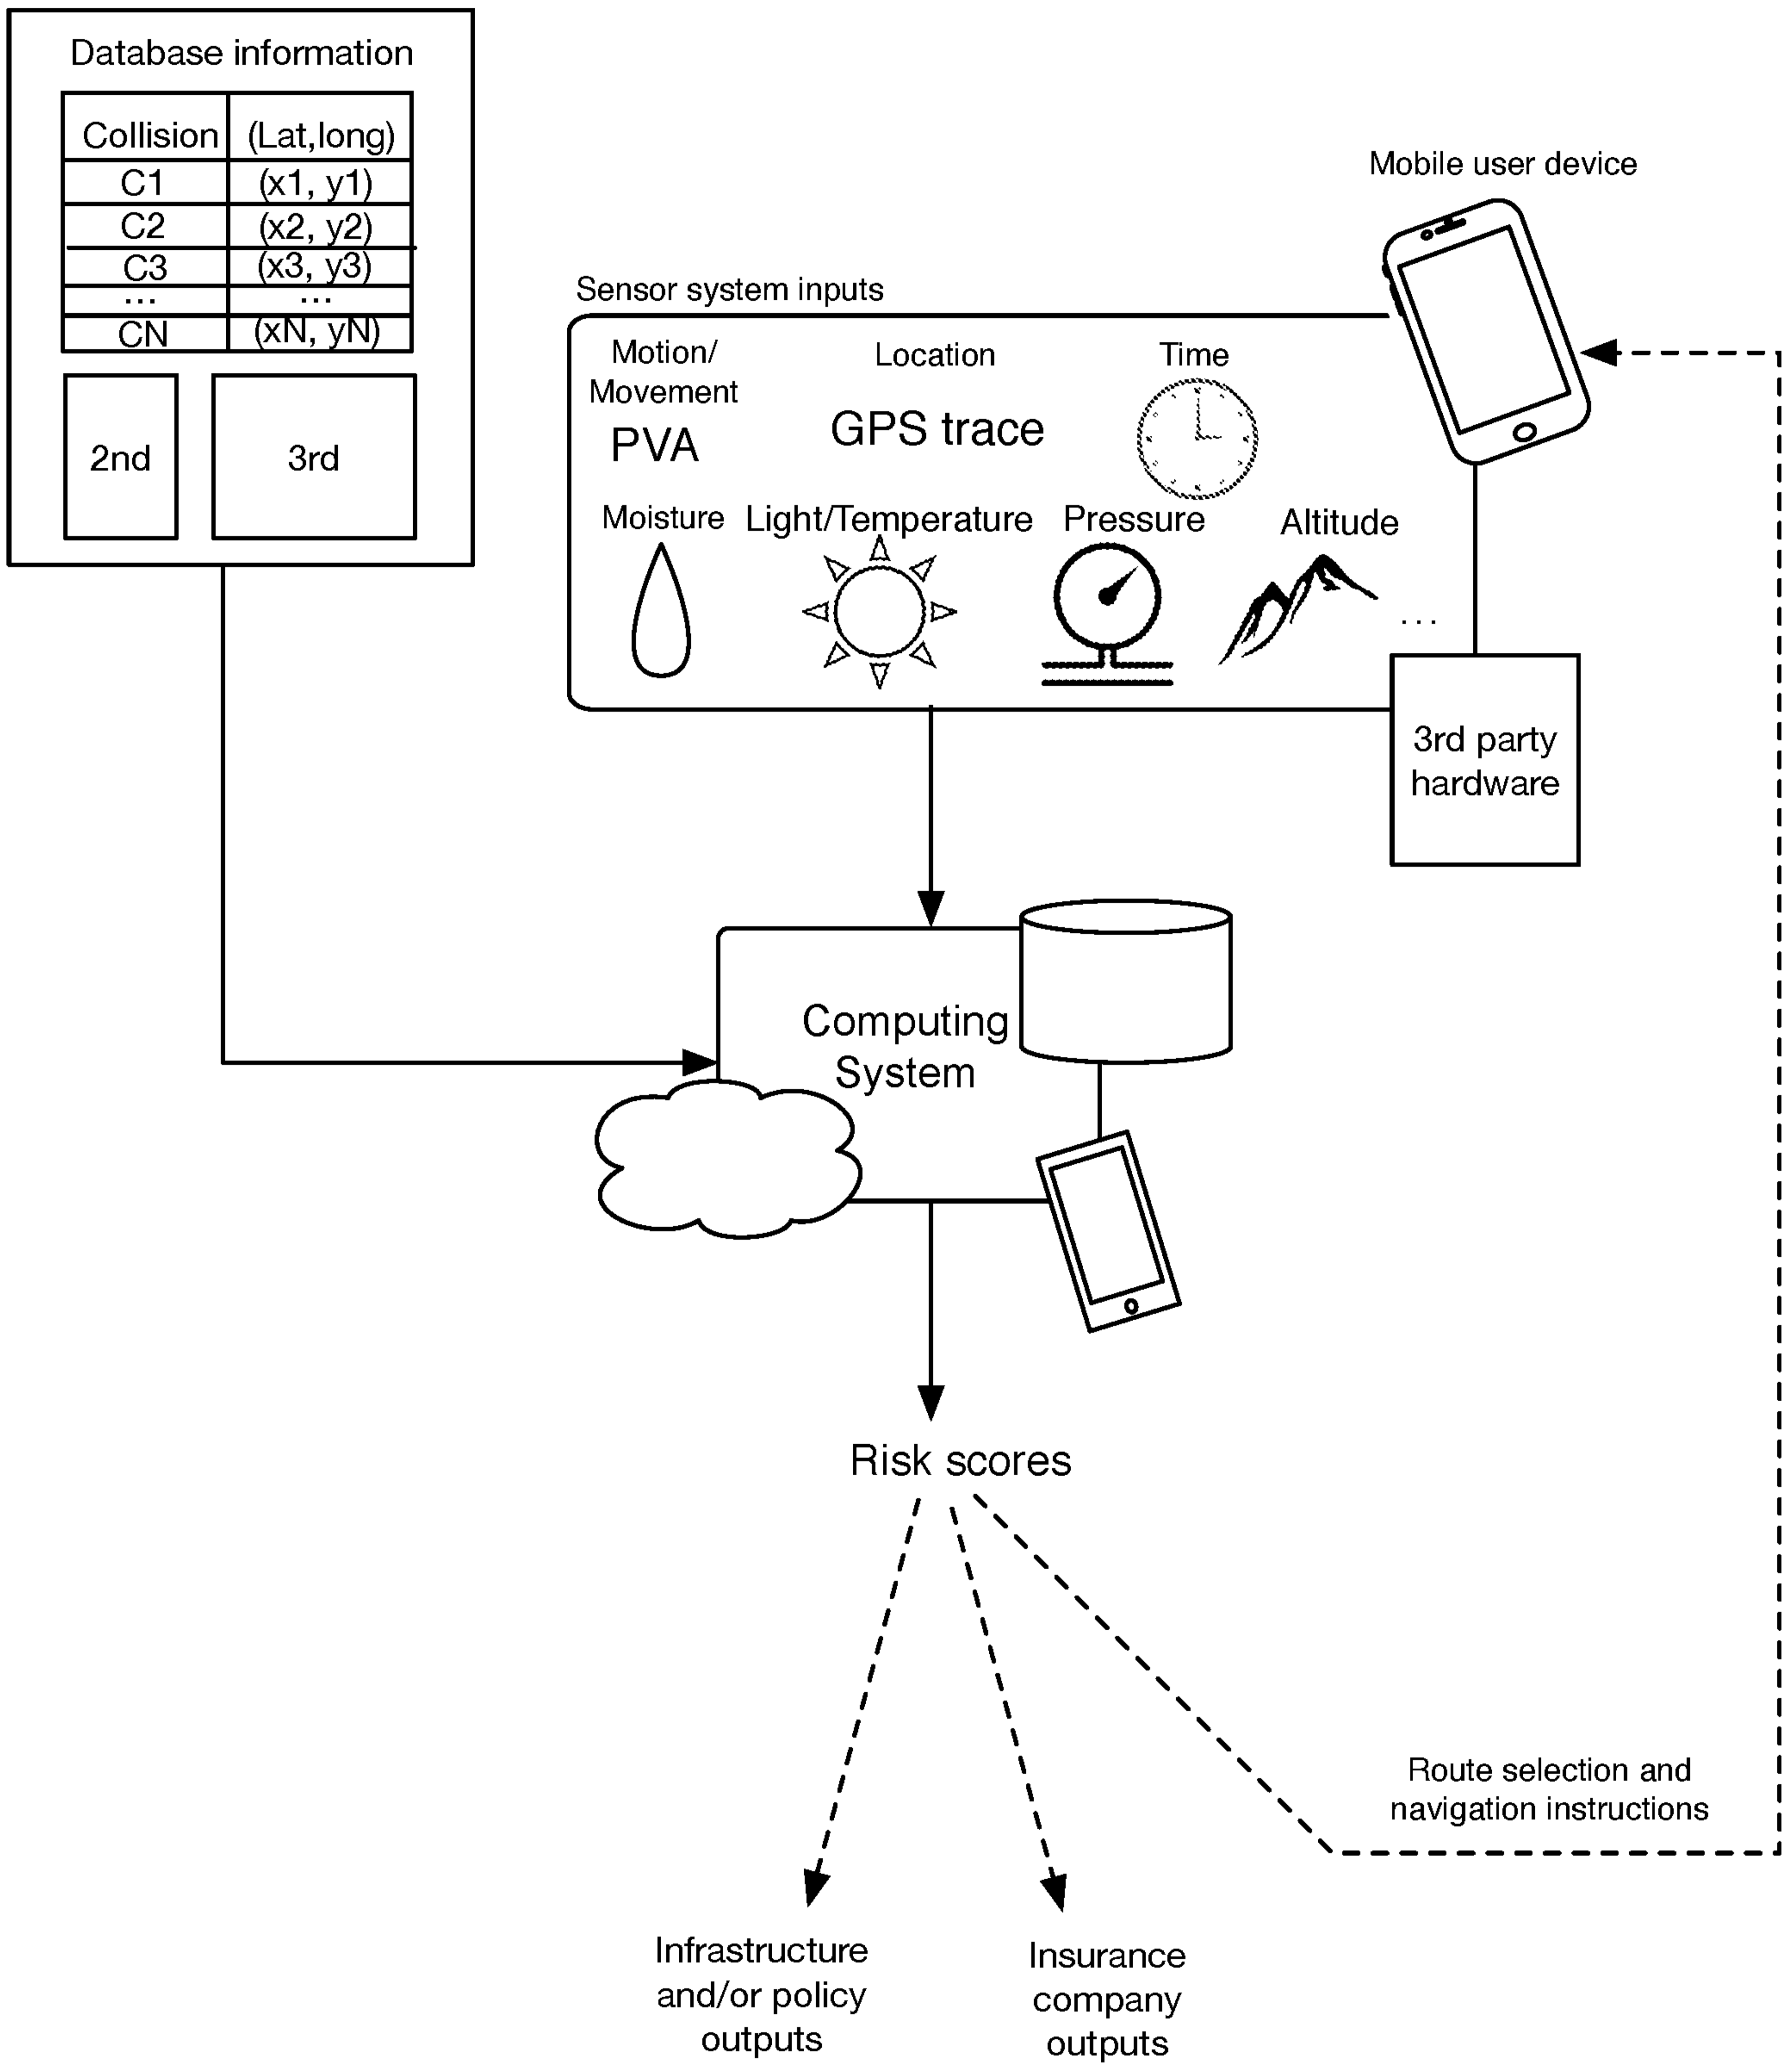 Database information
Collision (Lat,long)
C1 (x1, y1)
C2 (x2, y2)
C3 (x3, y3)
... ...
CN (xN, yN)
2nd 3rd
Mobile user device
Sensor system inputs
Motion/
Movement
PVA
Location
GPS trace
Time
Moisture
Light/Temperature
Pressure
Altitude
...
3rd party
hardware
Computing
System
Risk scores
Route selection and
navigation instructions
Infrastructure
and/or policy
outputs
Insurance
company
outputs